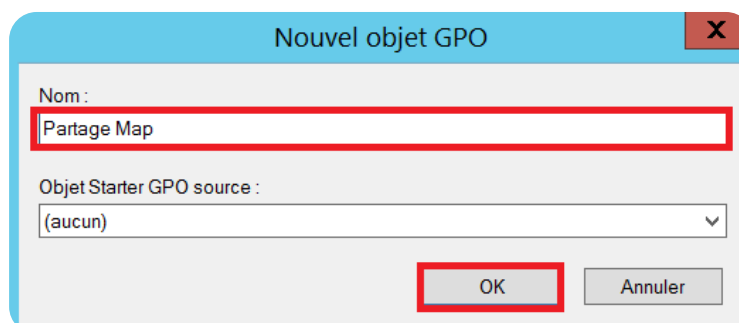 Nouvel objet GPO
X
Nom :
Partage Map
Objet Starter GPO source :
(aucun)
OK Annuler